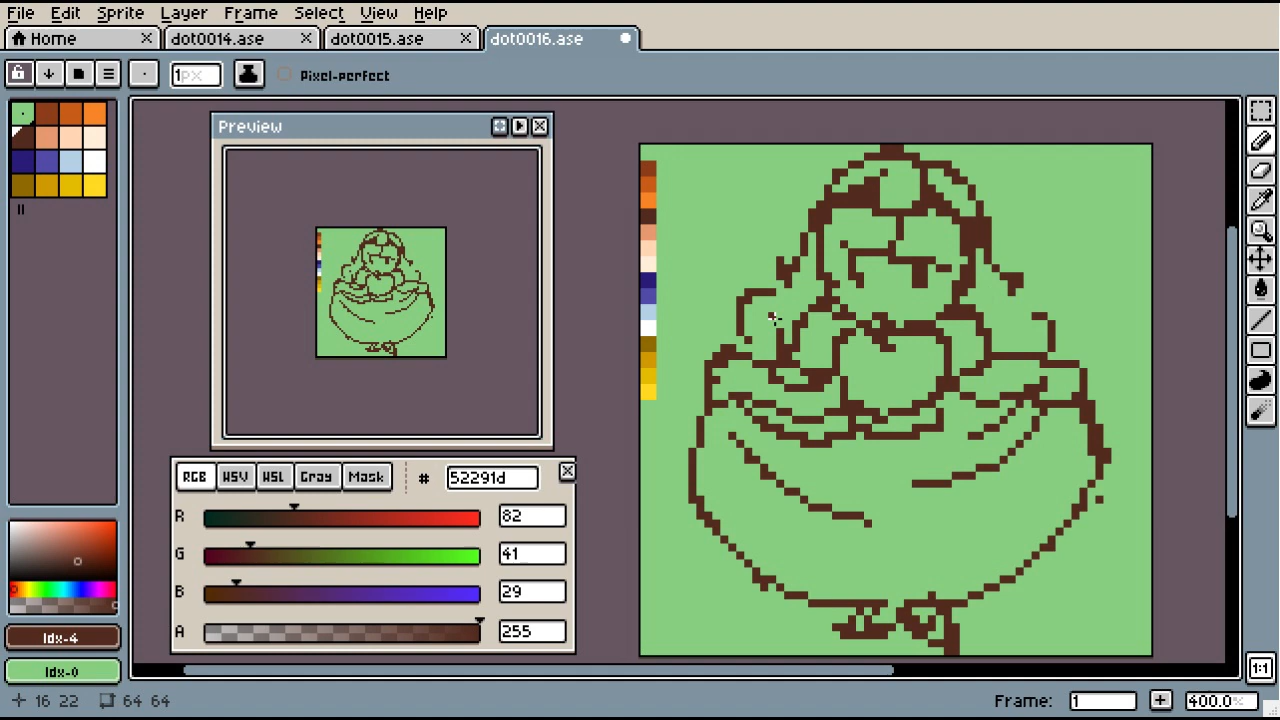 File Edit Sprite Layer Frame Select View Help
Home dot0014.ase dot0015.ase dot0016.ase
1px Pixel-perfect
Preview
RGB HSV HSL Gray Mask # 52291d
R 82
G 41
B 29
A 255
Idx-4
Idx-0
1:1
16 22 64 64 Frame: 1 400.0%